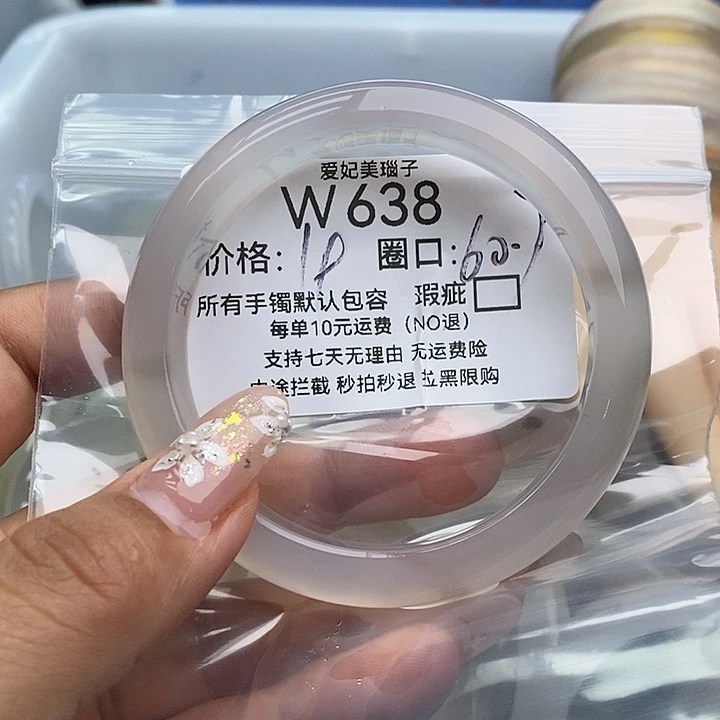 爱妃美瑙子
W638
价格：18 圈口：60-
所有手镯默认包容 瑕疵
每单10元运费（NO退）
支持七天无理由 无运费险
中途拦截 秒拍秒退 拉黑限购